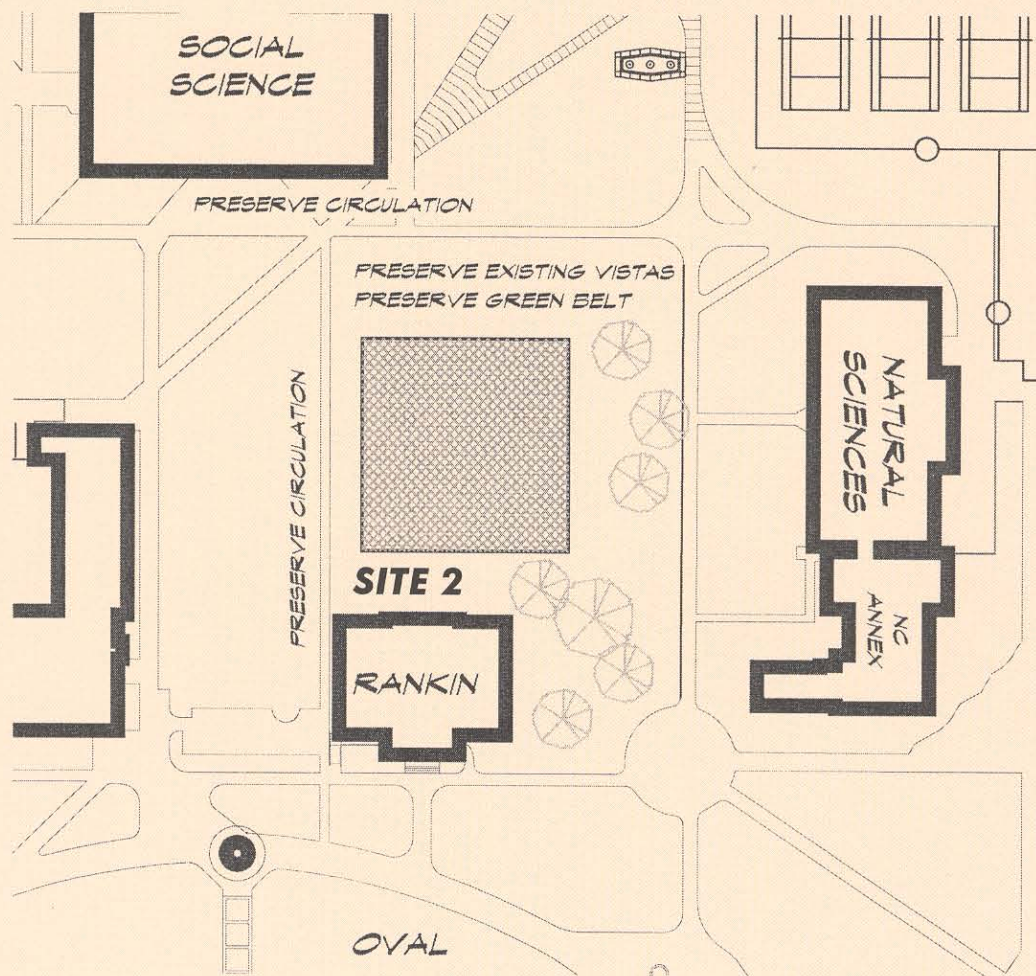 SOCIAL
SCIENCE
PRESERVE CIRCULATION
PRESERVE EXISTING VISTAS
PRESERVE GREEN BELT
NATURAL
SCIENCES
PRESERVE CIRCULATION
SITE 2
NC
ANNEX
RANKIN
OVAL